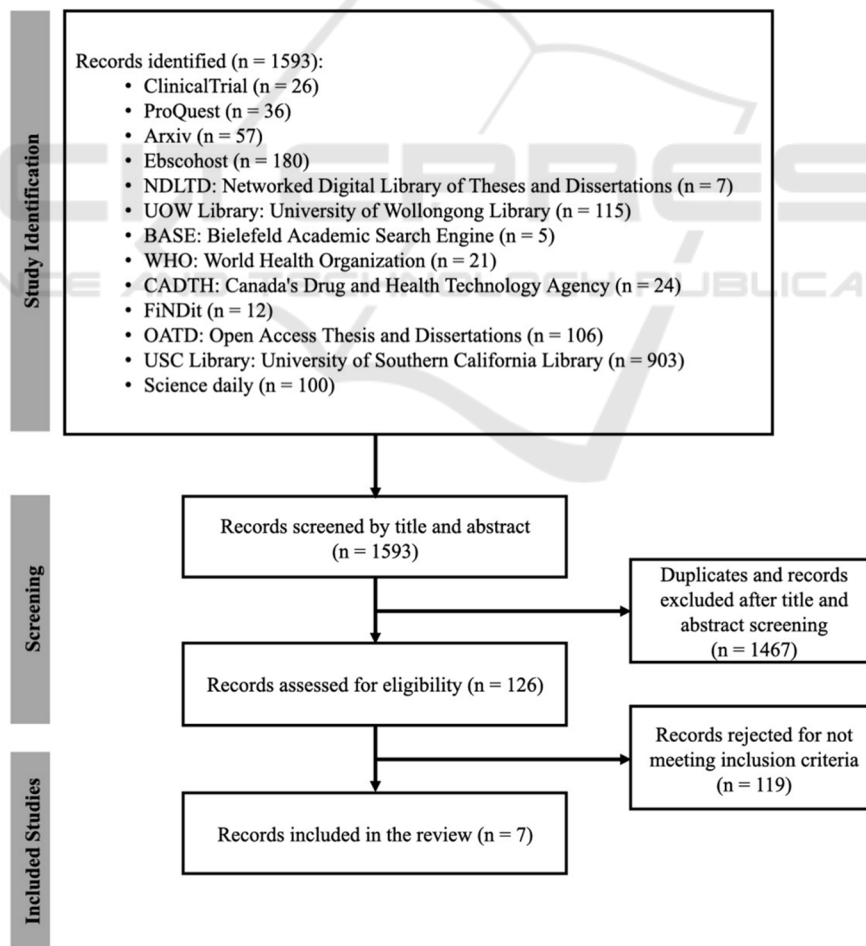 Study Identification
Records identified (n = 1593):
• ClinicalTrial (n = 26)
• ProQuest (n = 36)
• Arxiv (n = 57)
• Ebscohost (n = 180)
• NDLTD: Networked Digital Library of Theses and Dissertations (n = 7)
• UOW Library: University of Wollongong Library (n = 115)
• BASE: Bielefeld Academic Search Engine (n = 5)
• WHO: World Health Organization (n = 21)
• CADTH: Canada's Drug and Health Technology Agency (n = 24)
• FiNDit (n = 12)
• OATD: Open Access Thesis and Dissertations (n = 106)
• USC Library: University of Southern California Library (n = 903)
• Science daily (n = 100)
Screening
Records screened by title and abstract
(n = 1593)
Duplicates and records
excluded after title and
abstract screening
(n = 1467)
Records assessed for eligibility (n = 126)
Records rejected for not
meeting inclusion criteria
(n = 119)
Included Studies
Records included in the review (n = 7)